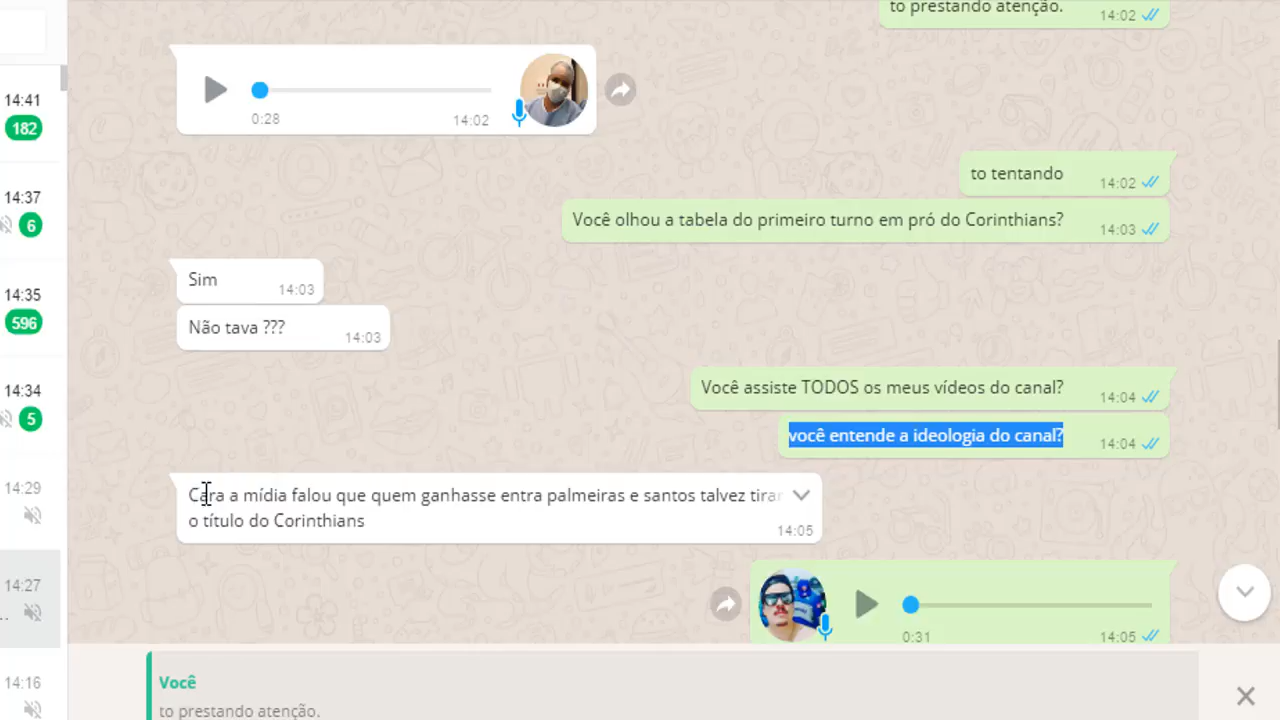 to prestando atenção.
14:02
14:41
0:28
14:02
182
to tentando
14:02
14:37
6
Você olhou a tabela do primeiro turno em pró do Corinthians?
14:03
Sim
14:03
14:35
596
Não tava ???
14:03
Você assiste TODOS os meus vídeos do canal?
14:04
14:34
5
você entende a ideologia do canal?
14:04
14:29
Cara a mídia falou que quem ganhasse entra palmeiras e santos talvez tirar
o título do Corinthians
14:05
14:27
...
0:31
14:05
14:16
Você
to prestando atenção.